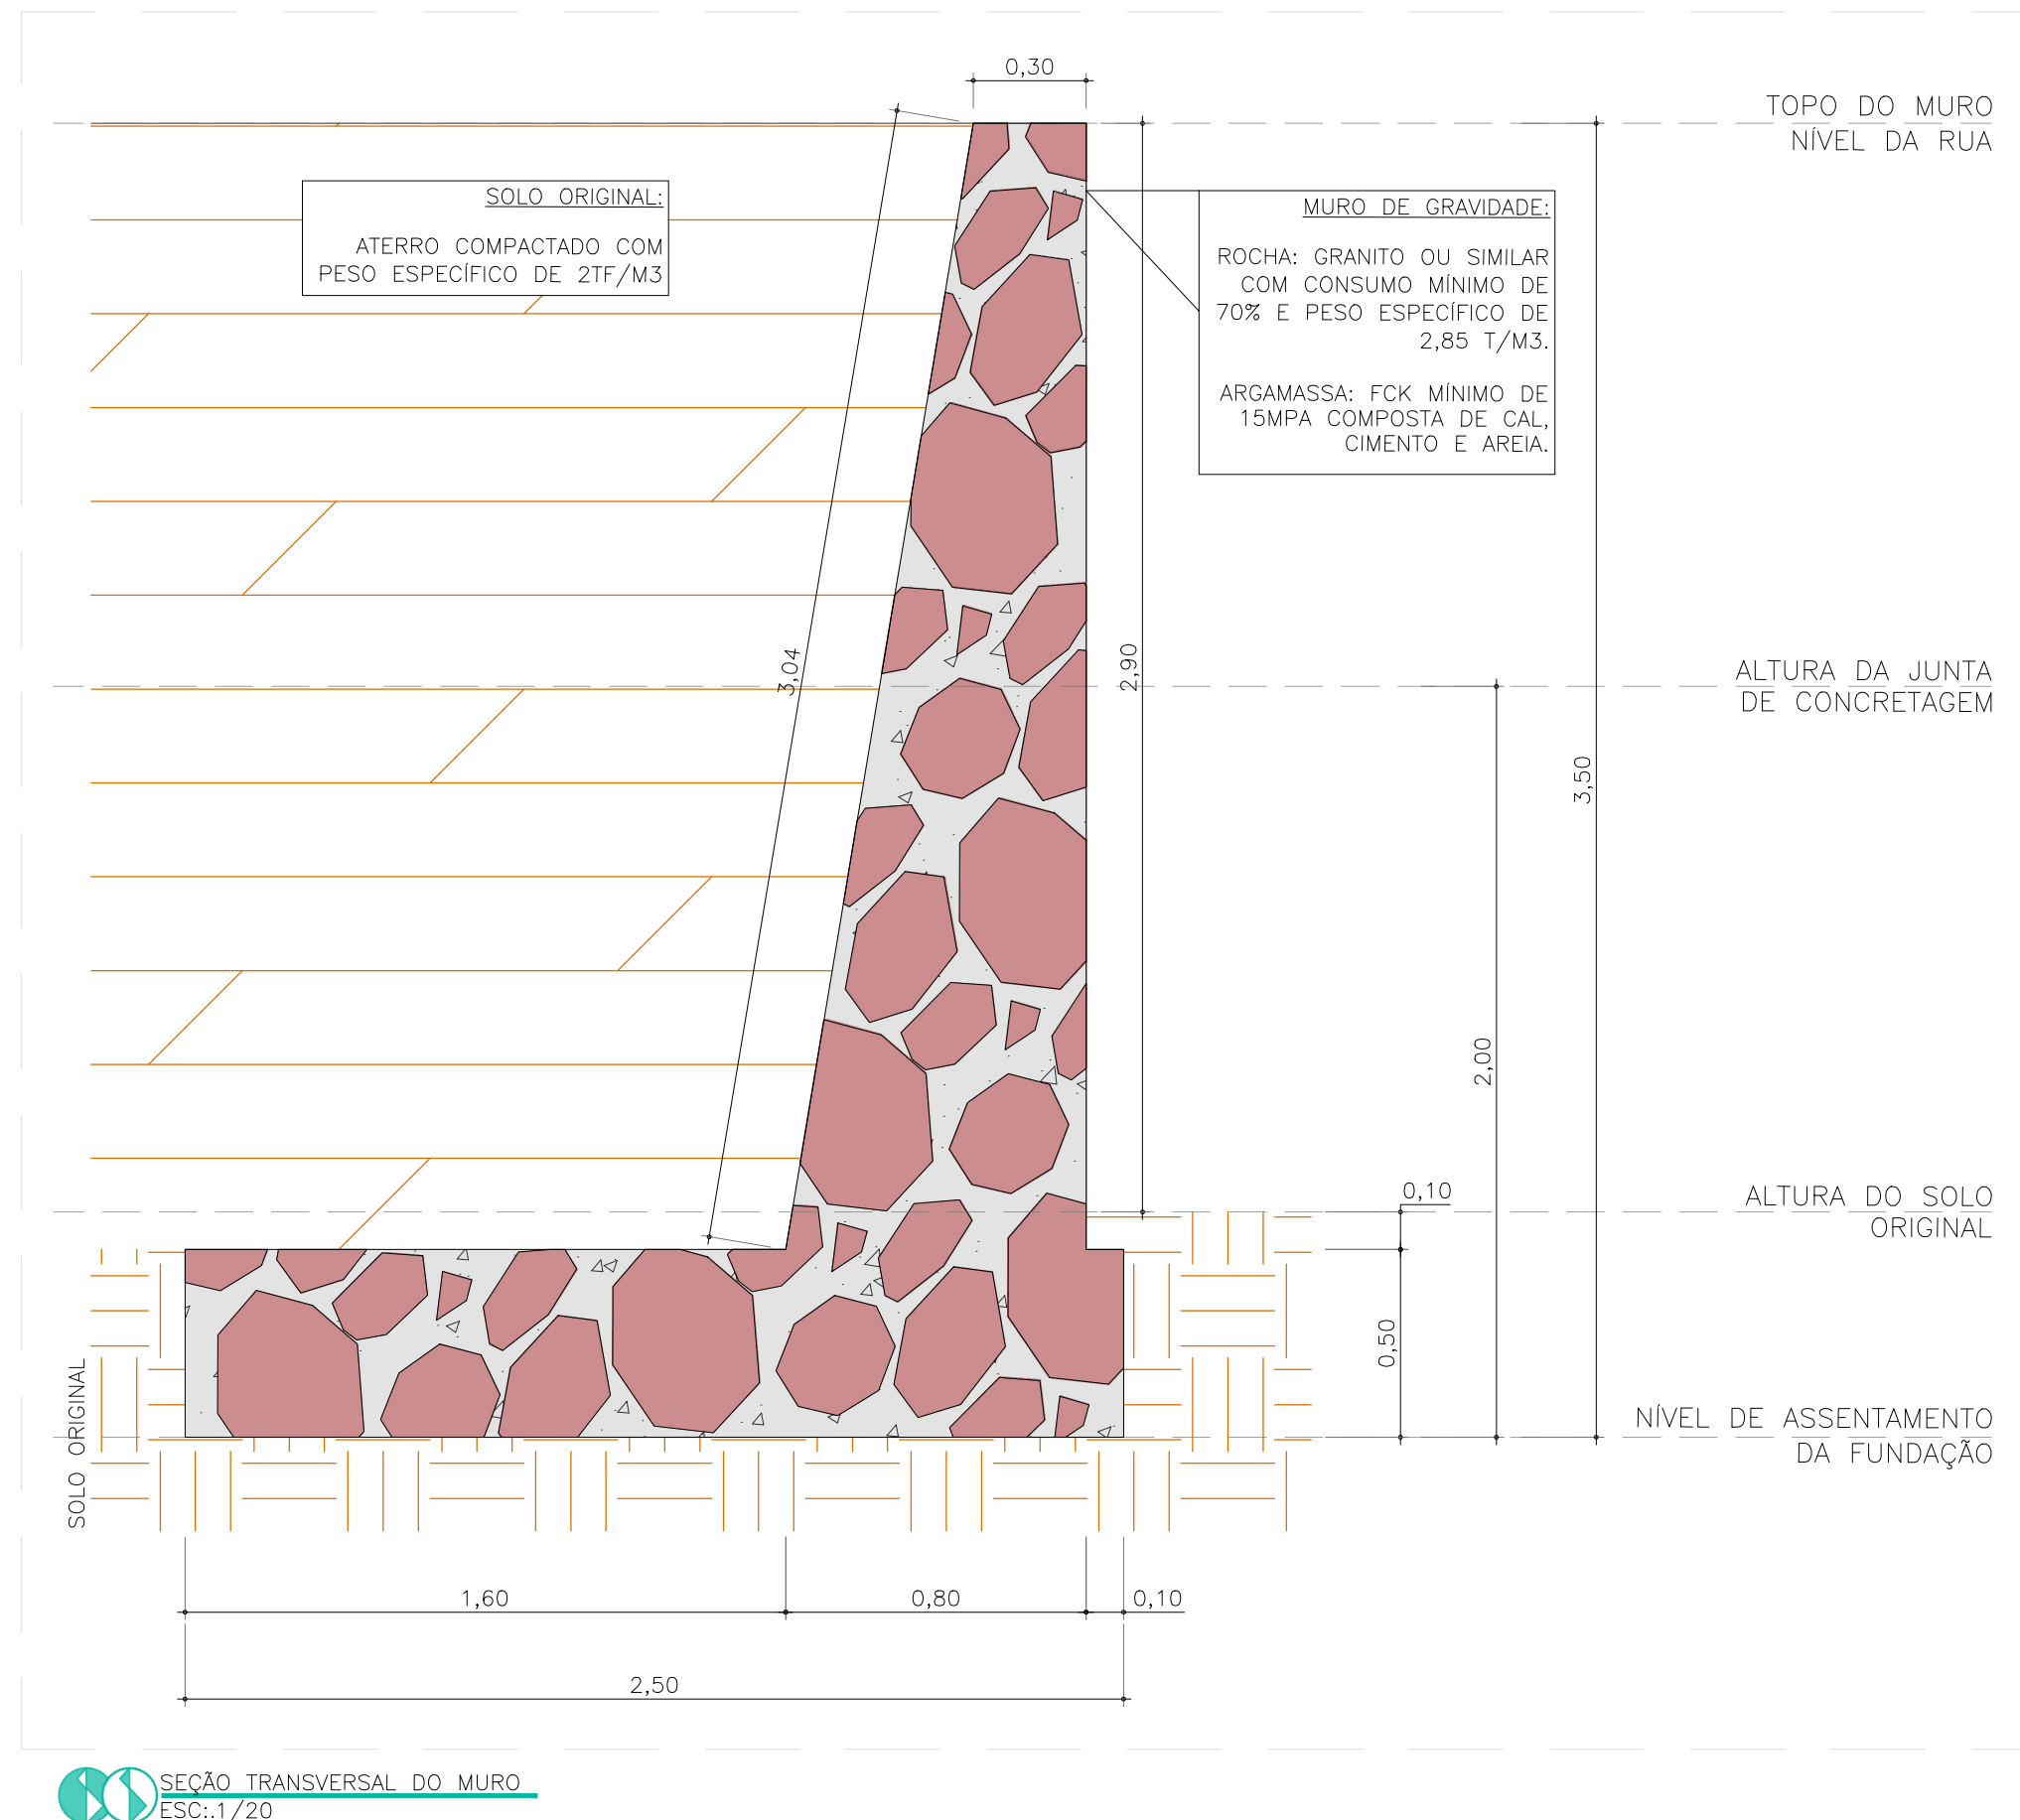 0,30
TOPO DO MURO
NÍVEL DA RUA
SOLO ORIGINAL:
ATERRO COMPACTADO COM
PESO ESPECÍFICO DE 2TF/M3
MURO DE GRAVIDADE:
ROCHA: GRANITO OU SIMILAR
COM CONSUMO MÍNIMO DE
70% E PESO ESPECÍFICO DE
2,85 T/M3.
ARGAMASSA: FCK MÍNIMO DE
15MPA COMPOSTA DE CAL,
CIMENTO E AREIA.
3,04
2,90
ALTURA DA JUNTA
DE CONCRETAGEM
3,50
2,00
0,10
ALTURA DO SOLO
ORIGINAL
0,50
NÍVEL DE ASSENTAMENTO
DA FUNDAÇÃO
SOLO ORIGINAL
1,60
0,80
0,10
2,50
SEÇÃO TRANSVERSAL DO MURO
ESC:.1/20